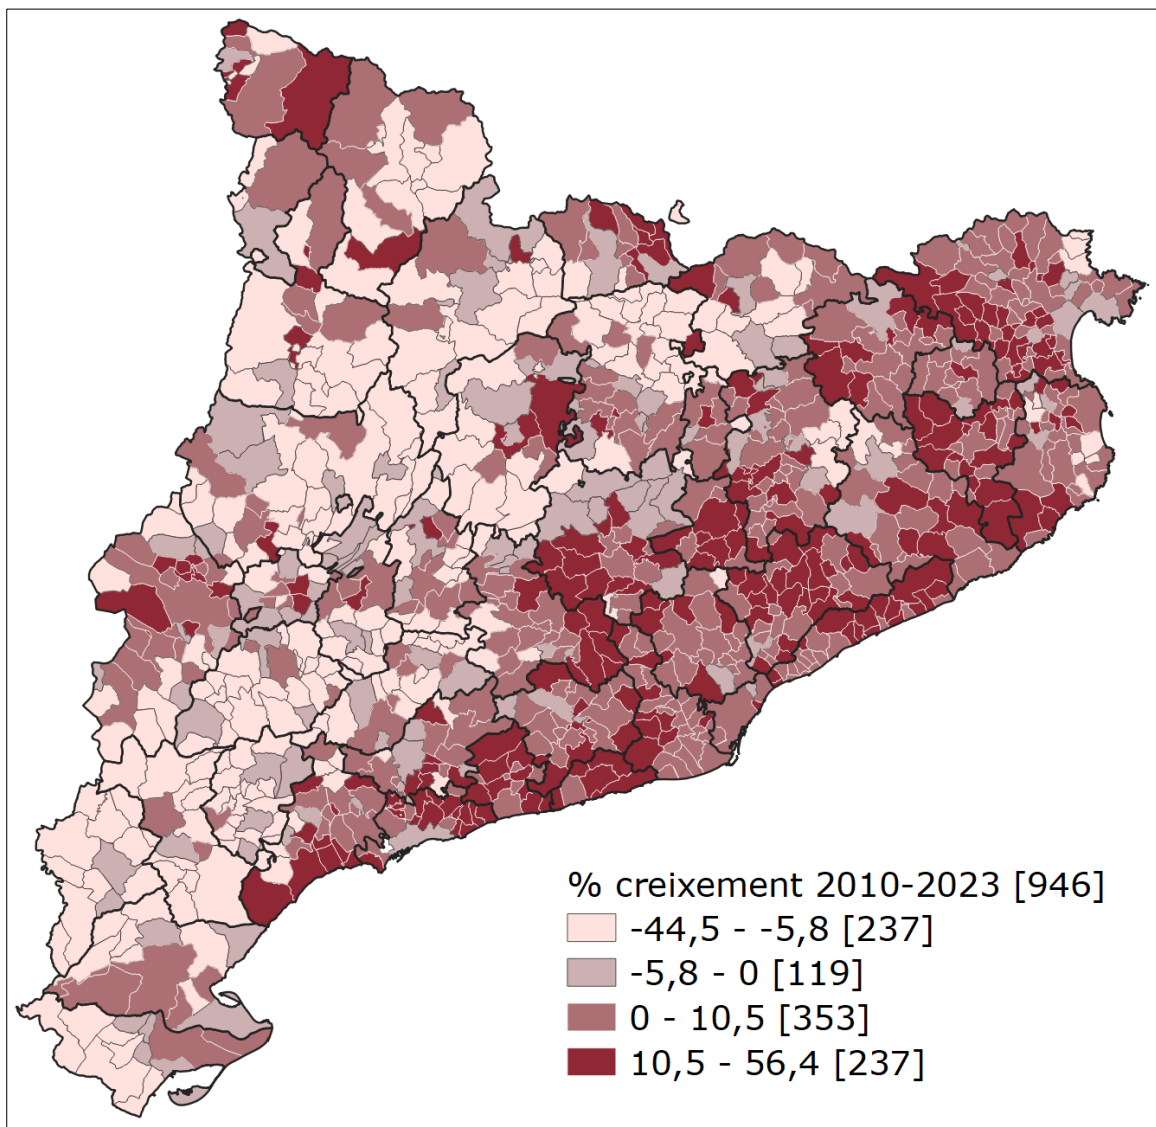 % creixement 2010-2023 [946]
-44,5 - -5,8 [237]
-5,8 - 0 [119]
0 - 10,5 [353]
10,5 - 56,4 [237]